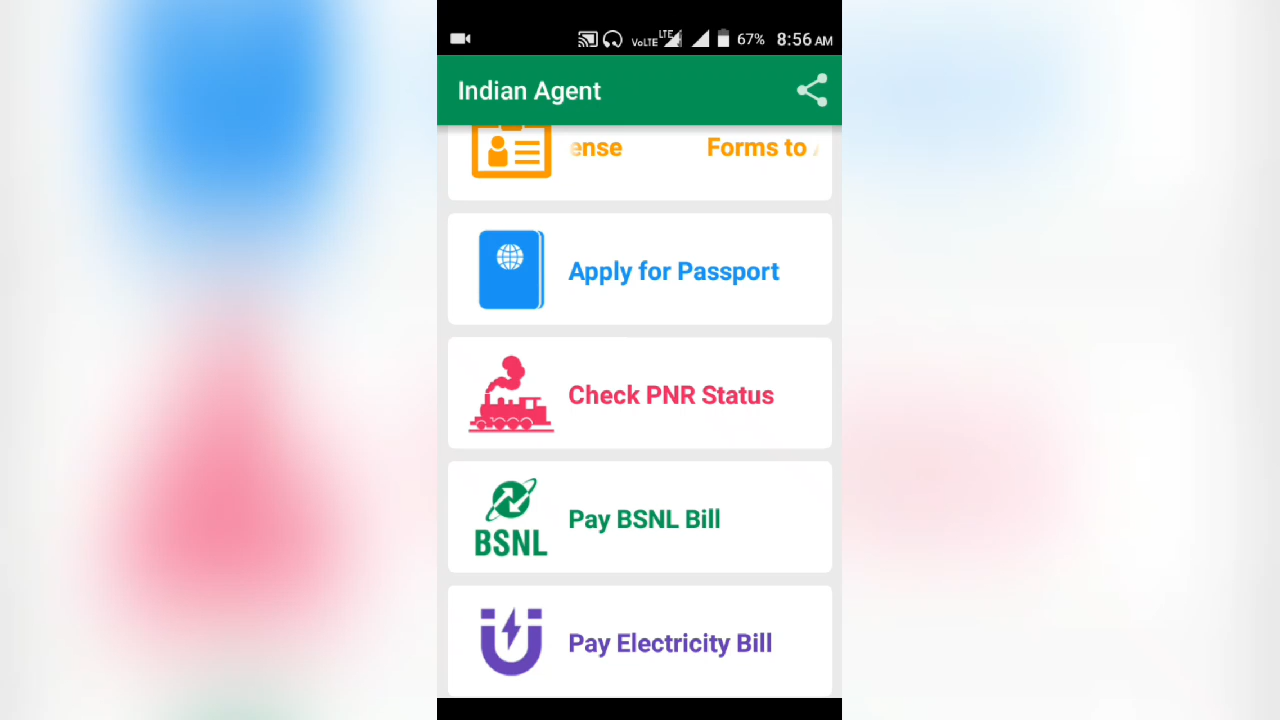 VoLTE LTE 67% 8:56 AM
Indian Agent
ense Forms to
Apply for Passport
Check PNR Status
BSNL
Pay BSNL Bill
Pay Electricity Bill